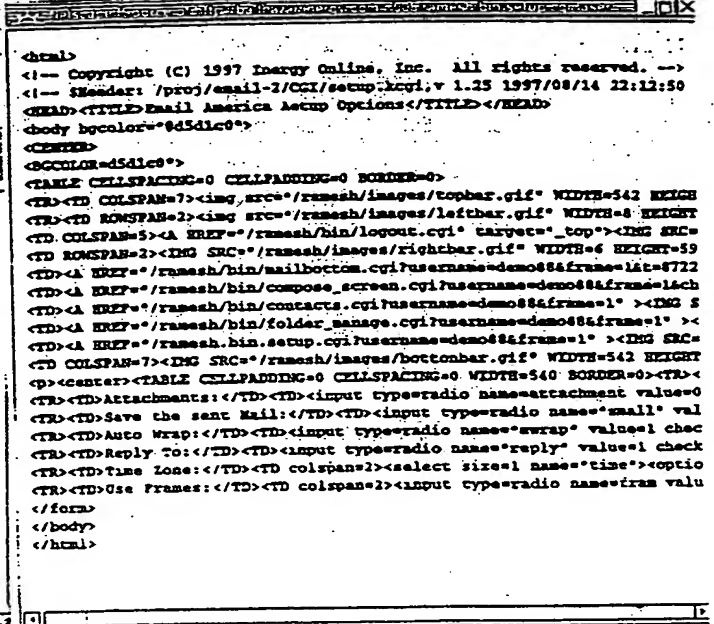 <html>
<!-- Copyright (C) 1997 Inergy Online, Inc. All rights reserved. -->
<!-- $Header: /proj/email-2/CGI/setup.kcgi,v 1.25 1997/08/14 22:12:50
<HEAD><TITLE>Email America Aetup Options</TITLE></HEAD>
<body bgcolor="#d5d1c0">
<CENTER>
<BGCOLOR=d5d1c0">
<TABLE CELLSPACING=0 CELLPADDING=0 BORDER=0>
<TR><TD COLSPAN=7><img src="/ramesh/images/topbar.gif" WIDTH=542 HEIGH
<TR><TD ROWSPAN=2><img src="/ramesh/images/leftbar.gif" WIDTH=8 HEIGHT
<TD COLSPAN=5><A HREF="/ramesh/bin/logout.cgi" target="_top"><IMG SRC=
<TD ROWSPAN=2><IMG SRC="/ramesh/images/rightbar.gif" WIDTH=6 HEIGHT=59
<TD><A HREF="/ramesh/bin/mailbottom.cgi?username=demo88&frame=1&t=8722
<TD><A HREF="/ramesh/bin/compose_screen.cgi?username=demo88&frame=1&ch
<TD><A HREF="/ramesh/bin/contacts.cgi?username=demo88&frame=1" ><IMG S
<TD><A HREF="/ramesh/bin/folder_manage.cgi?username=demo88&frame=1" ><
<TD><A HREF="/ramesh.bin.setup.cgi?username=demo88&frame=1" ><IMG SRC=
<TD COLSPAN=7><IMG SRC="/ramesh/images/bottonbar.gif" WIDTH=542 HEIGHT
<p><center><TABLE CELLPADDING=0 CELLSPACING=0 WIDTH=540 BORDER=0><TR><
<TR><TD>Attachments:</TD><TD><input type=radio name=attachment value=0
<TR><TD>Save the sent Mail:</TD><TD><input type=radio name="smail" val
<TR><TD>Auto Wrap:</TD><TD><input type=radio name="awrap" value=1 chec
<TR><TD>Reply To:</TD><TD><input type=radio name="reply" value=1 check
<TR><TD>Time Zone:</TD><TD colspan=2><select size=1 name="time"><optio
<TR><TD>Use Frames:</TD><TD colspan=2><input type=radio name=fram valu
</form>
</body>
</html>